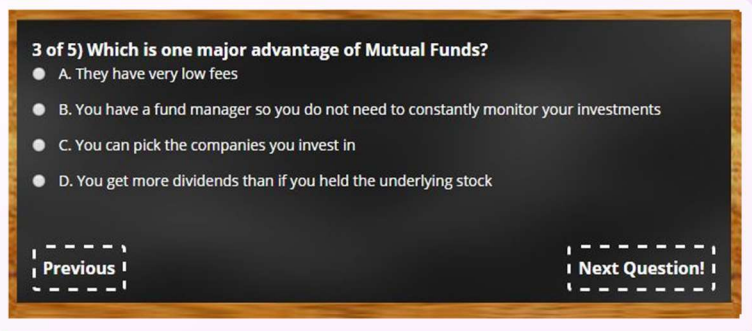 3 of 5) Which is one major advantage of Mutual Funds?
A. They have very low fees
B. You have a fund manager so you do not need to constantly monitor your investments
C. You can pick the companies you invest in
D. You get more dividends than if you held the underlying stock
Previous
Next Question!